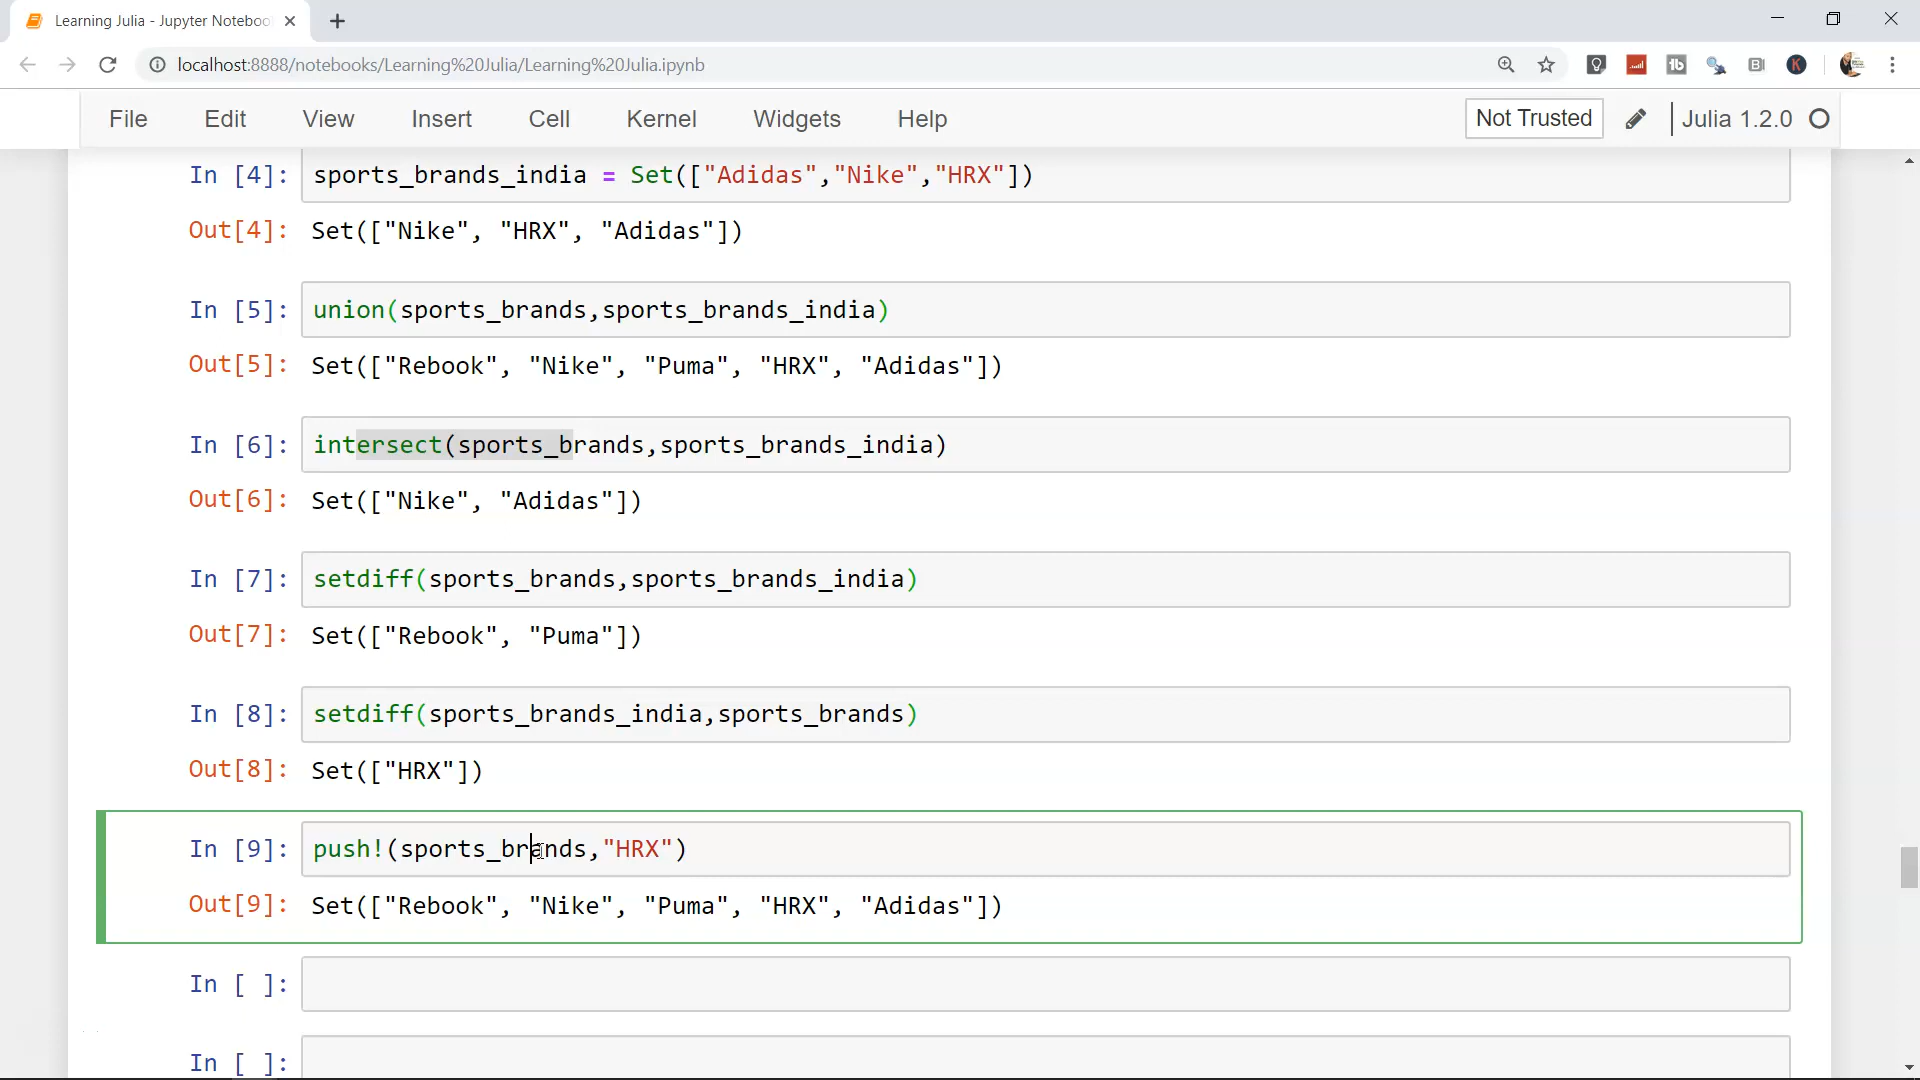 Learning Julia - Jupyter Noteboo
localhost:8888/notebooks/Learning%20Julia/Learning%20Julia.ipynb
File Edit View Insert Cell Kernel Widgets Help Not Trusted Julia 1.2.0
In [4]: sports_brands_india = Set(["Adidas","Nike","HRX"])
Out[4]: Set(["Nike", "HRX", "Adidas"])
In [5]: union(sports_brands,sports_brands_india)
Out[5]: Set(["Rebook", "Nike", "Puma", "HRX", "Adidas"])
In [6]: intersect(sports_brands,sports_brands_india)
Out[6]: Set(["Nike", "Adidas"])
In [7]: setdiff(sports_brands,sports_brands_india)
Out[7]: Set(["Rebook", "Puma"])
In [8]: setdiff(sports_brands_india,sports_brands)
Out[8]: Set(["HRX"])
In [9]: push!(sports_brands,"HRX")
Out[9]: Set(["Rebook", "Nike", "Puma", "HRX", "Adidas"])
In [ ]:
In [ ]: